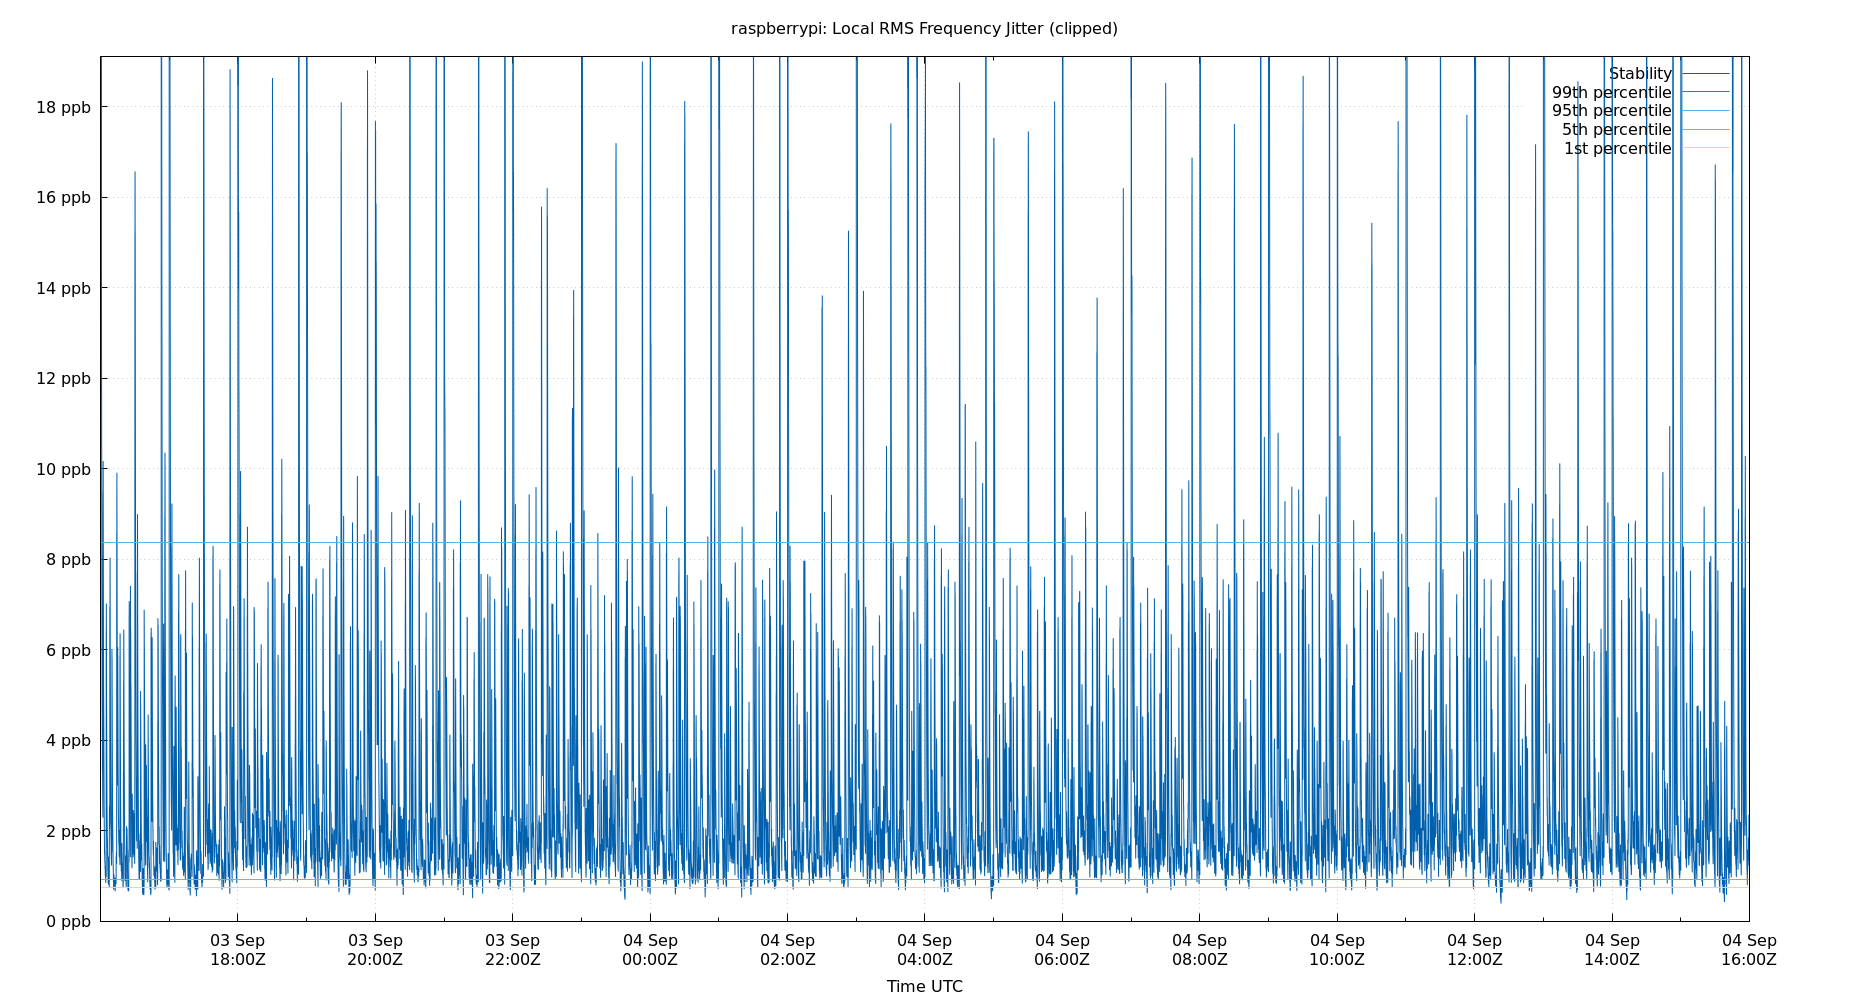 raspberrypi: Local RMS Frequency Jitter (clipped)
Stability
99th percentile
95th percentile
5th percentile
1st percentile
18 ppb
16 ppb
14 ppb
12 ppb
10 ppb
8 ppb
6 ppb
4 ppb
2 ppb
0 ppb
03 Sep 03 Sep 03 Sep 04 Sep 04 Sep 04 Sep 04 Sep 04 Sep 04 Sep 04 Sep 04 Sep 04 Sep
18:00Z 20:00Z 22:00Z 00:00Z 02:00Z 04:00Z 06:00Z 08:00Z 10:00Z 12:00Z 14:00Z 16:00Z
Time UTC